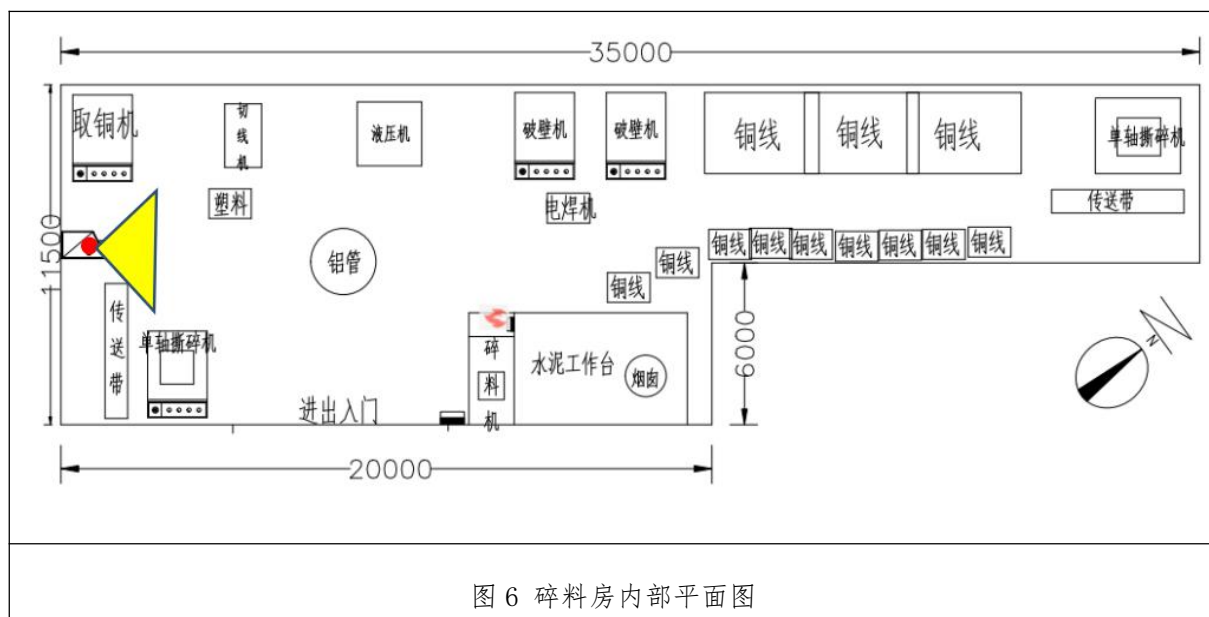 35000
取铜机
切线机
液压机
破壁机
破壁机
铜线
铜线
铜线
单轴撕碎机
塑料
电焊机
传送带
11500
铝管
铜线
铜线
铜线
铜线
铜线
铜线
铜线
铜线
铜线
传送带
单轴撕碎机
碎料机
水泥工作台
烟囱
6000
N
进出入门
20000
图 6 碎料房内部平面图